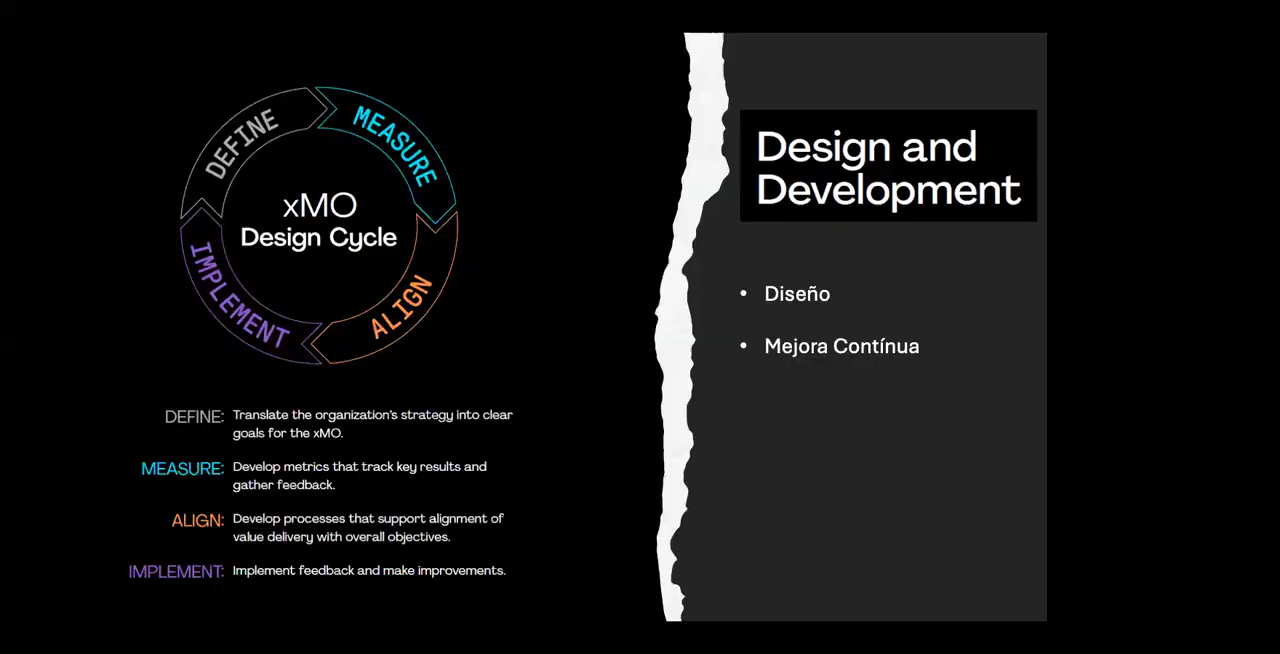 DEFINE
MEASURE
ALIGN
IMPLEMENT
xMO
Design Cycle
DEFINE: Translate the organization's strategy into clear
goals for the xMO.
MEASURE: Develop metrics that track key results and
gather feedback.
ALIGN: Develop processes that support alignment of
value delivery with overall objectives.
IMPLEMENT: Implement feedback and make improvements.
Design and
Development
• Diseño
• Mejora Contínua